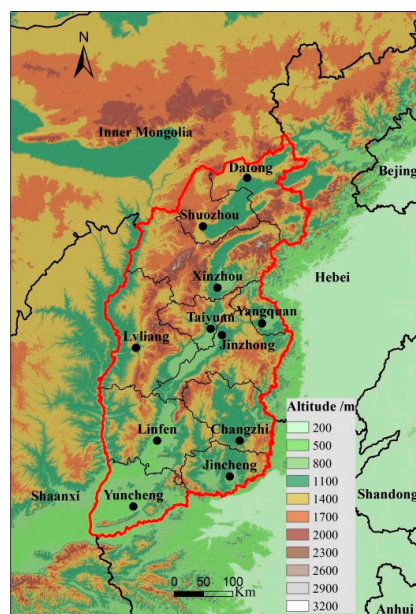 N
Inner Mongolia
Datong
Bejing
Shuozhou
Hebei
Xinzhou
Taiyuan
Yangquan
Jinzhong
Lvliang
Altitude /m
200
500
800
1100
1400
1700
2000
2300
2600
2900
3200
Linfen
Changzhi
Jincheng
Shaanxi
Yuncheng
Shandong
Anhui
0 50 100
Km